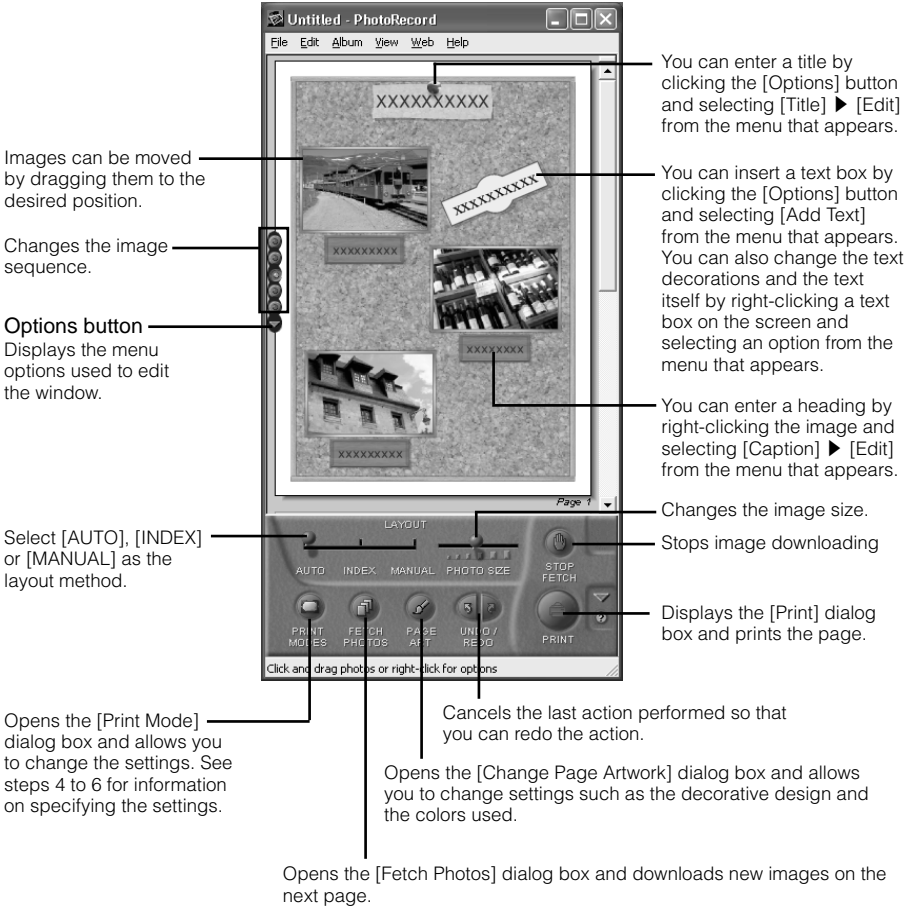 Untitled - PhotoRecord
File Edit Album View Web Help
You can enter a title by
clicking the [Options] button
and selecting [Title] ▶ [Edit]
from the menu that appears.
XXXXXXXXXX
Images can be moved
by dragging them to the
desired position.
You can insert a text box by
clicking the [Options] button
and selecting [Add Text]
from the menu that appears.
You can also change the text
decorations and the text
itself by right-clicking a text
box on the screen and
selecting an option from the
menu that appears.
XXXXXXXXXX
Changes the image
sequence.
XXXXXXXXX
Options button
Displays the menu
options used to edit
the window.
XXXXXXXX
You can enter a heading by
right-clicking the image and
selecting [Caption] ▶ [Edit]
from the menu that appears.
XXXXXXXXX
Page 1
Changes the image size.
Select [AUTO], [INDEX]
or [MANUAL] as the
layout method.
LAYOUT
AUTO INDEX MANUAL PHOTO SIZE
STOP
FETCH
Stops image downloading
PRINT
MODES
FETCH
PHOTOS
PAGE
ART
UNDO /
REDO
PRINT
?
Displays the [Print] dialog
box and prints the page.
Click and drag photos or right-click for options
Opens the [Print Mode]
dialog box and allows you
to change the settings. See
steps 4 to 6 for information
on specifying the settings.
Cancels the last action performed so that
you can redo the action.
Opens the [Change Page Artwork] dialog box and allows
you to change settings such as the decorative design and
the colors used.
Opens the [Fetch Photos] dialog box and downloads new images on the
next page.